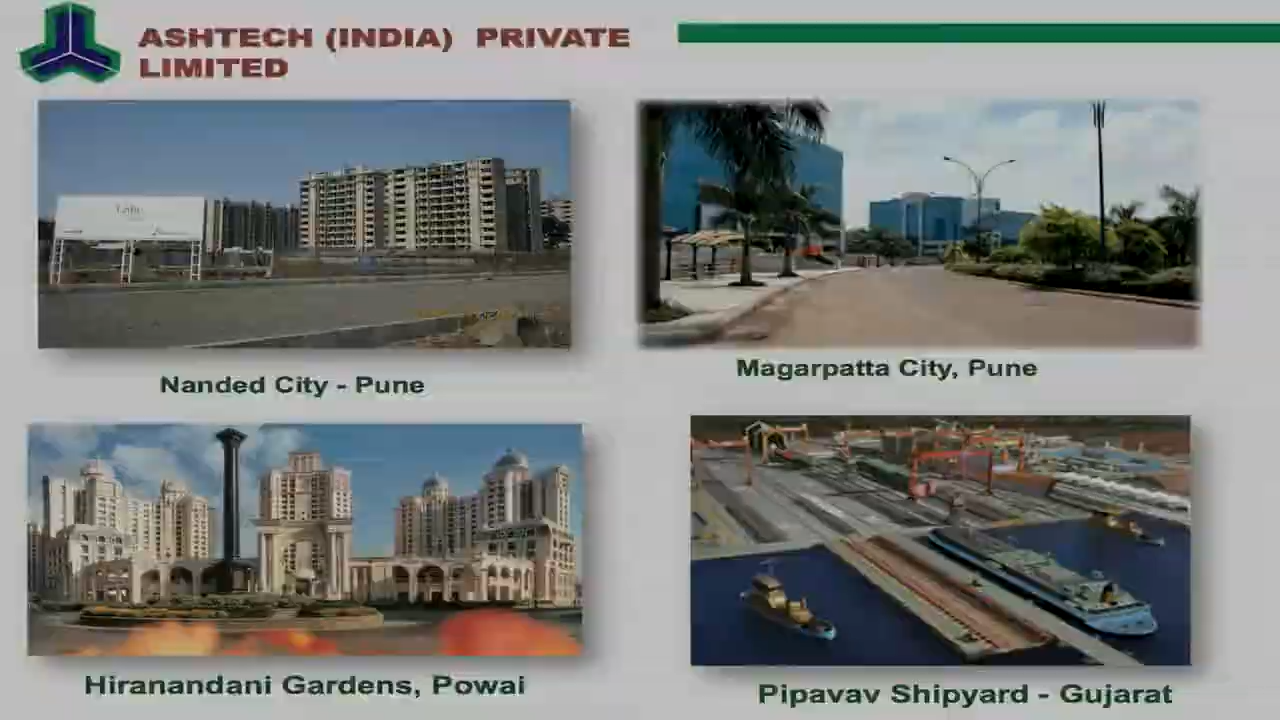 ASHTECH (INDIA) PRIVATE
LIMITED
Nanded City - Pune
Magarpatta City, Pune
Hiranandani Gardens, Powai
Pipavav Shipyard - Gujarat